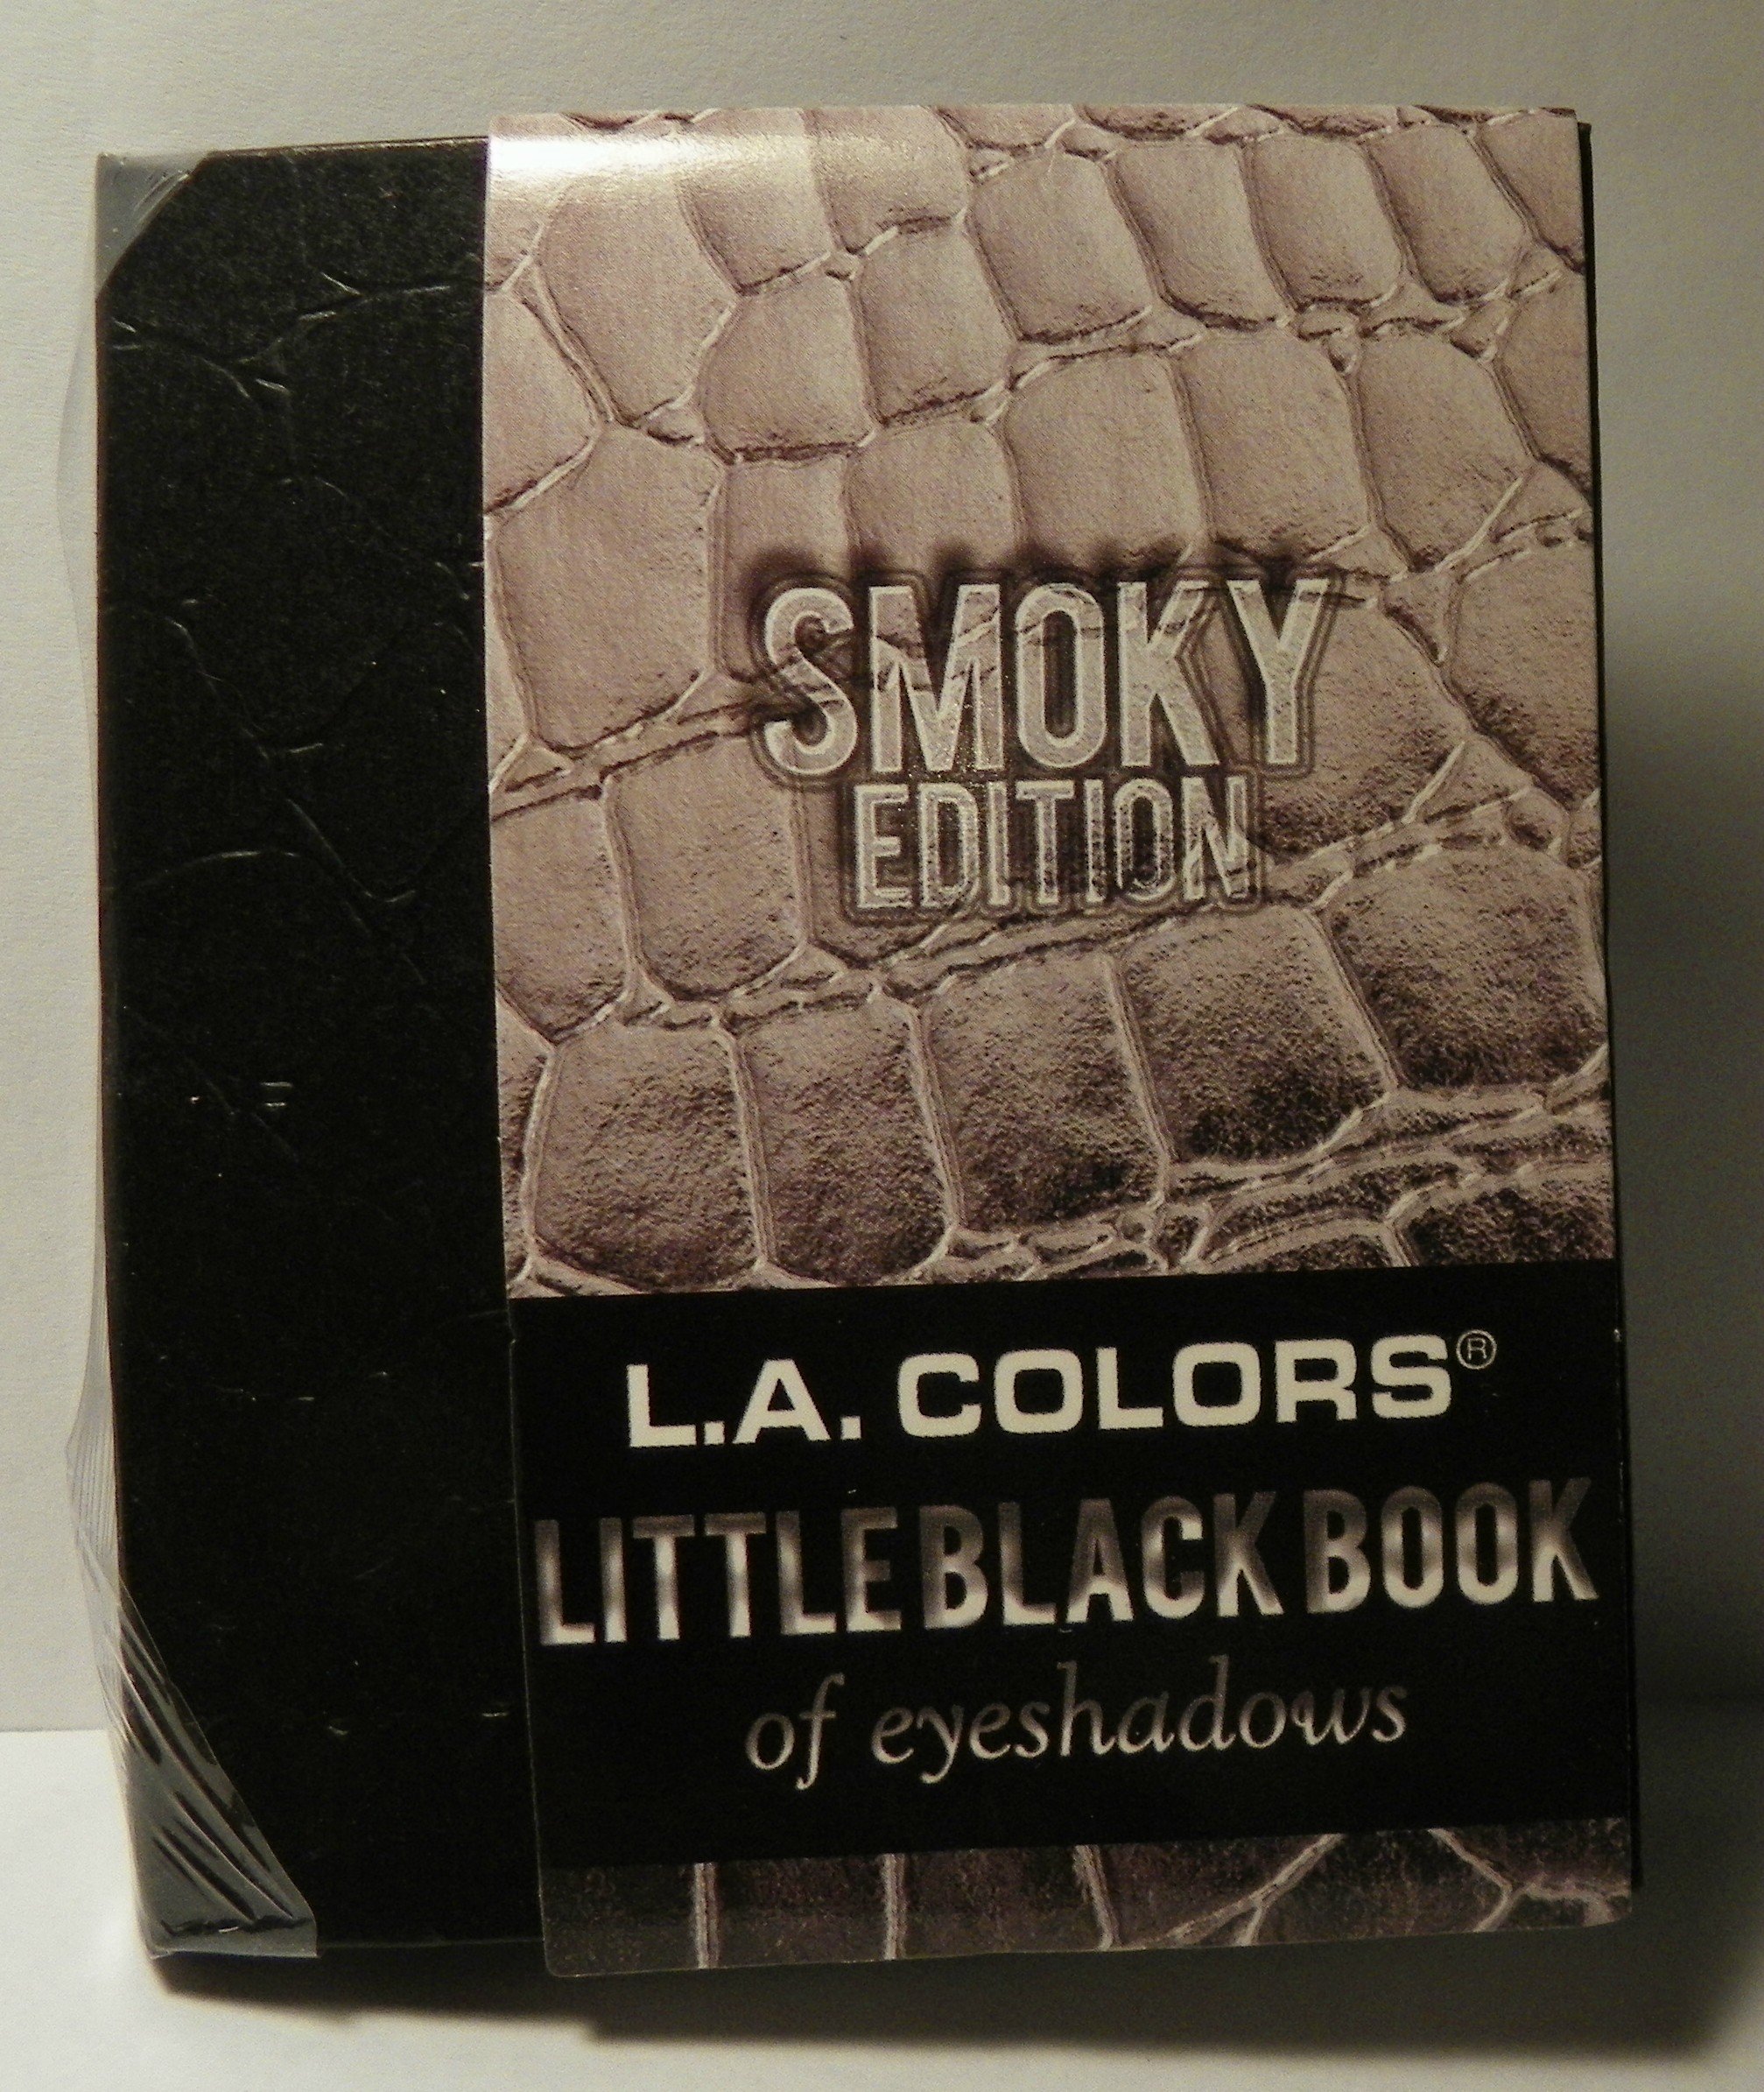 SMOKY
EDITION
L.A. COLORS®
LITTLE BLACK BOOK
of eyeshadows